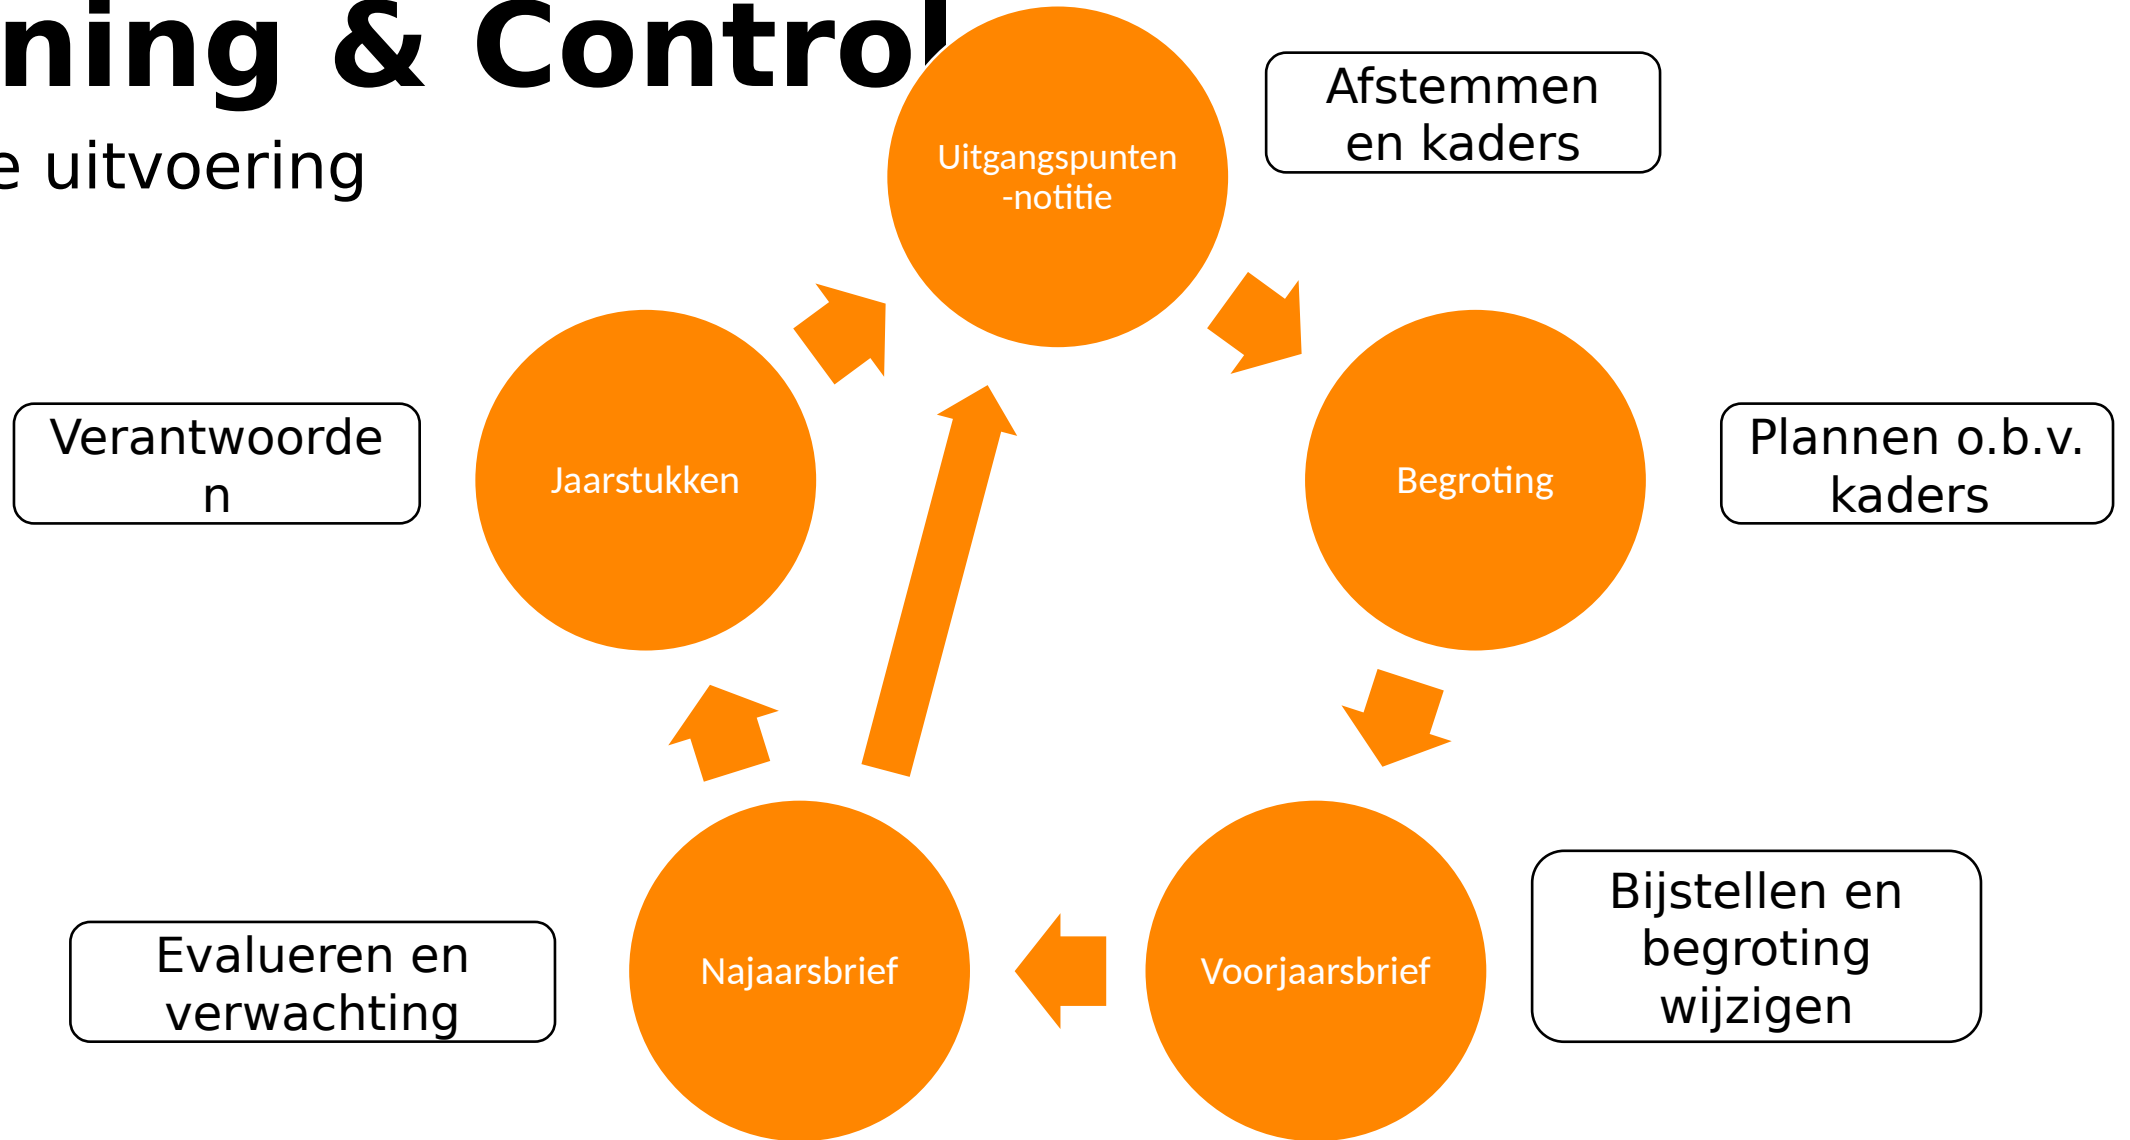 ning & Control
e uitvoering
Uitgangspunten
-notitie
Afstemmen
en kaders
Begroting
Plannen o.b.v.
kaders
Voorjaarsbrief
Bijstellen en
begroting
wijzigen
Najaarsbrief
Evalueren en
verwachting
Jaarstukken
Verantwoorde
n